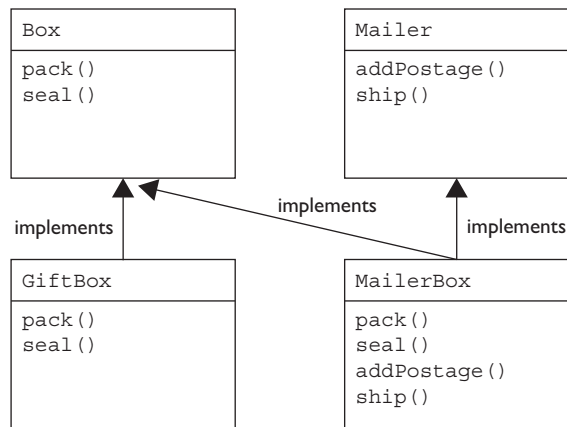 Box
pack()
seal()
Mailer
addPostage()
ship()
implements
implements
implements
GiftBox
pack()
seal()
MailerBox
pack()
seal()
addPostage()
ship()